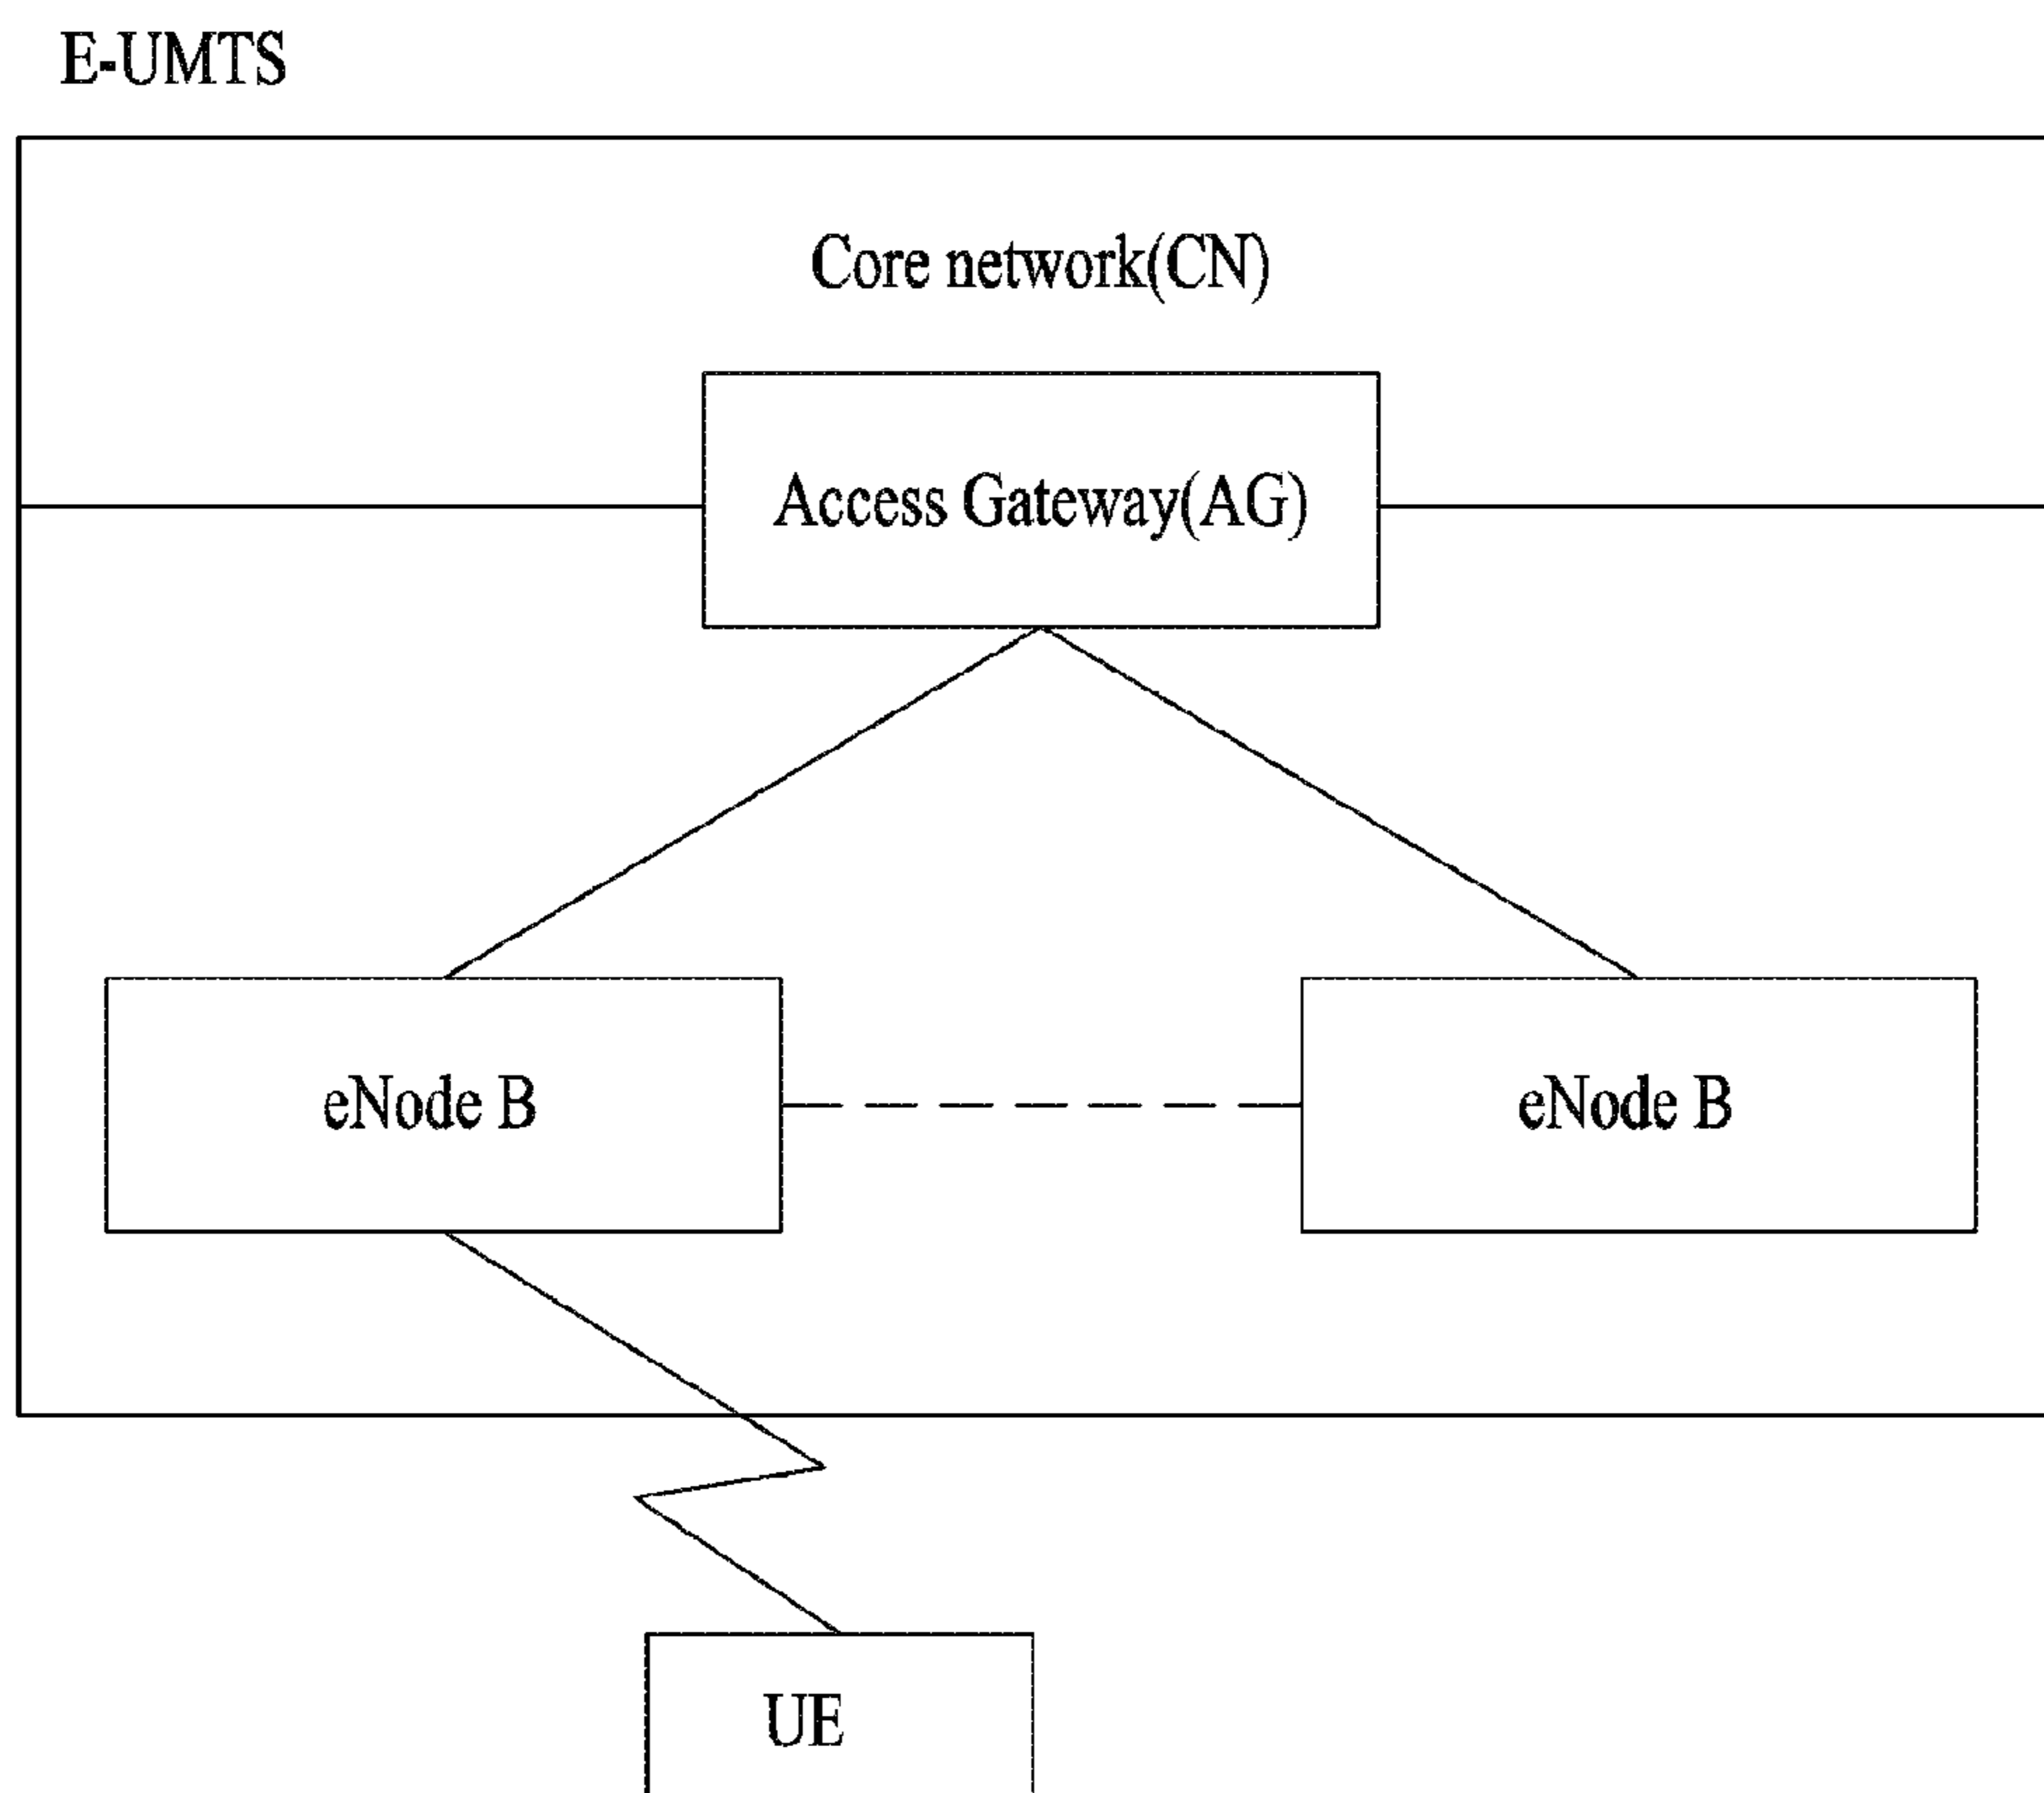 E-UMTS
Core network(CN)
Access Gateway(AG)
eNode B
eNode B
UE